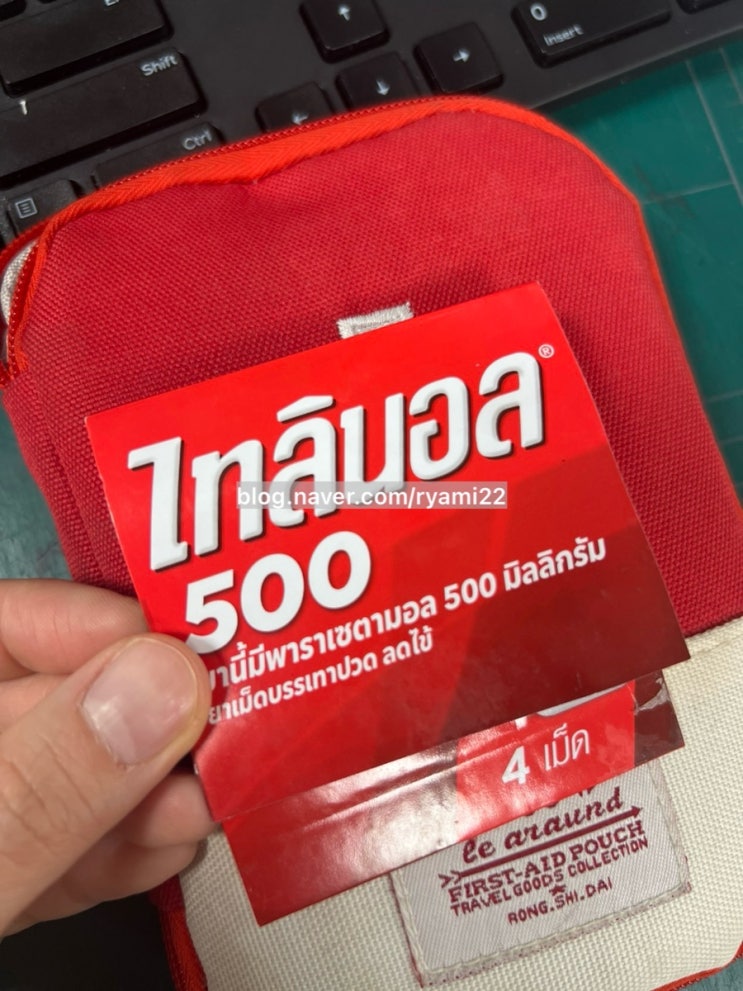 Shift
Ctrl
↑
←
↓
→
0
Insert
ไทลินอล®
blog.naver.com/ryami22
500
ยานี้มีพาราเซตามอล 500 มิลลิกรัม
ยาเม็ดบรรเทาปวด ลดไข้
4 เม็ด
le araund
FIRST-AID POUCH
TRAVEL GOODS COLLECTION
RONG.SHI.DAI